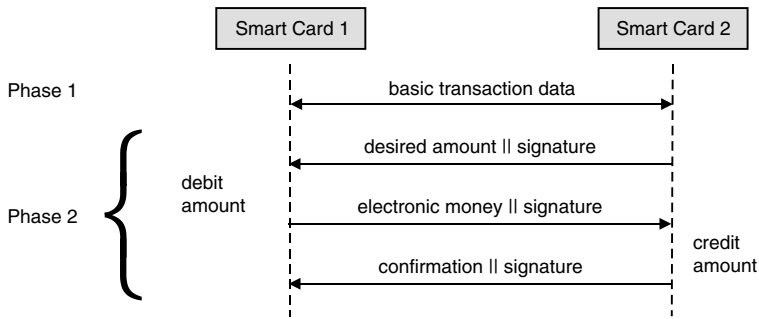 Smart Card 1
Smart Card 2
Phase 1
basic transaction data
desired amount || signature
debit
amount
Phase 2
electronic money || signature
credit
amount
confirmation || signature